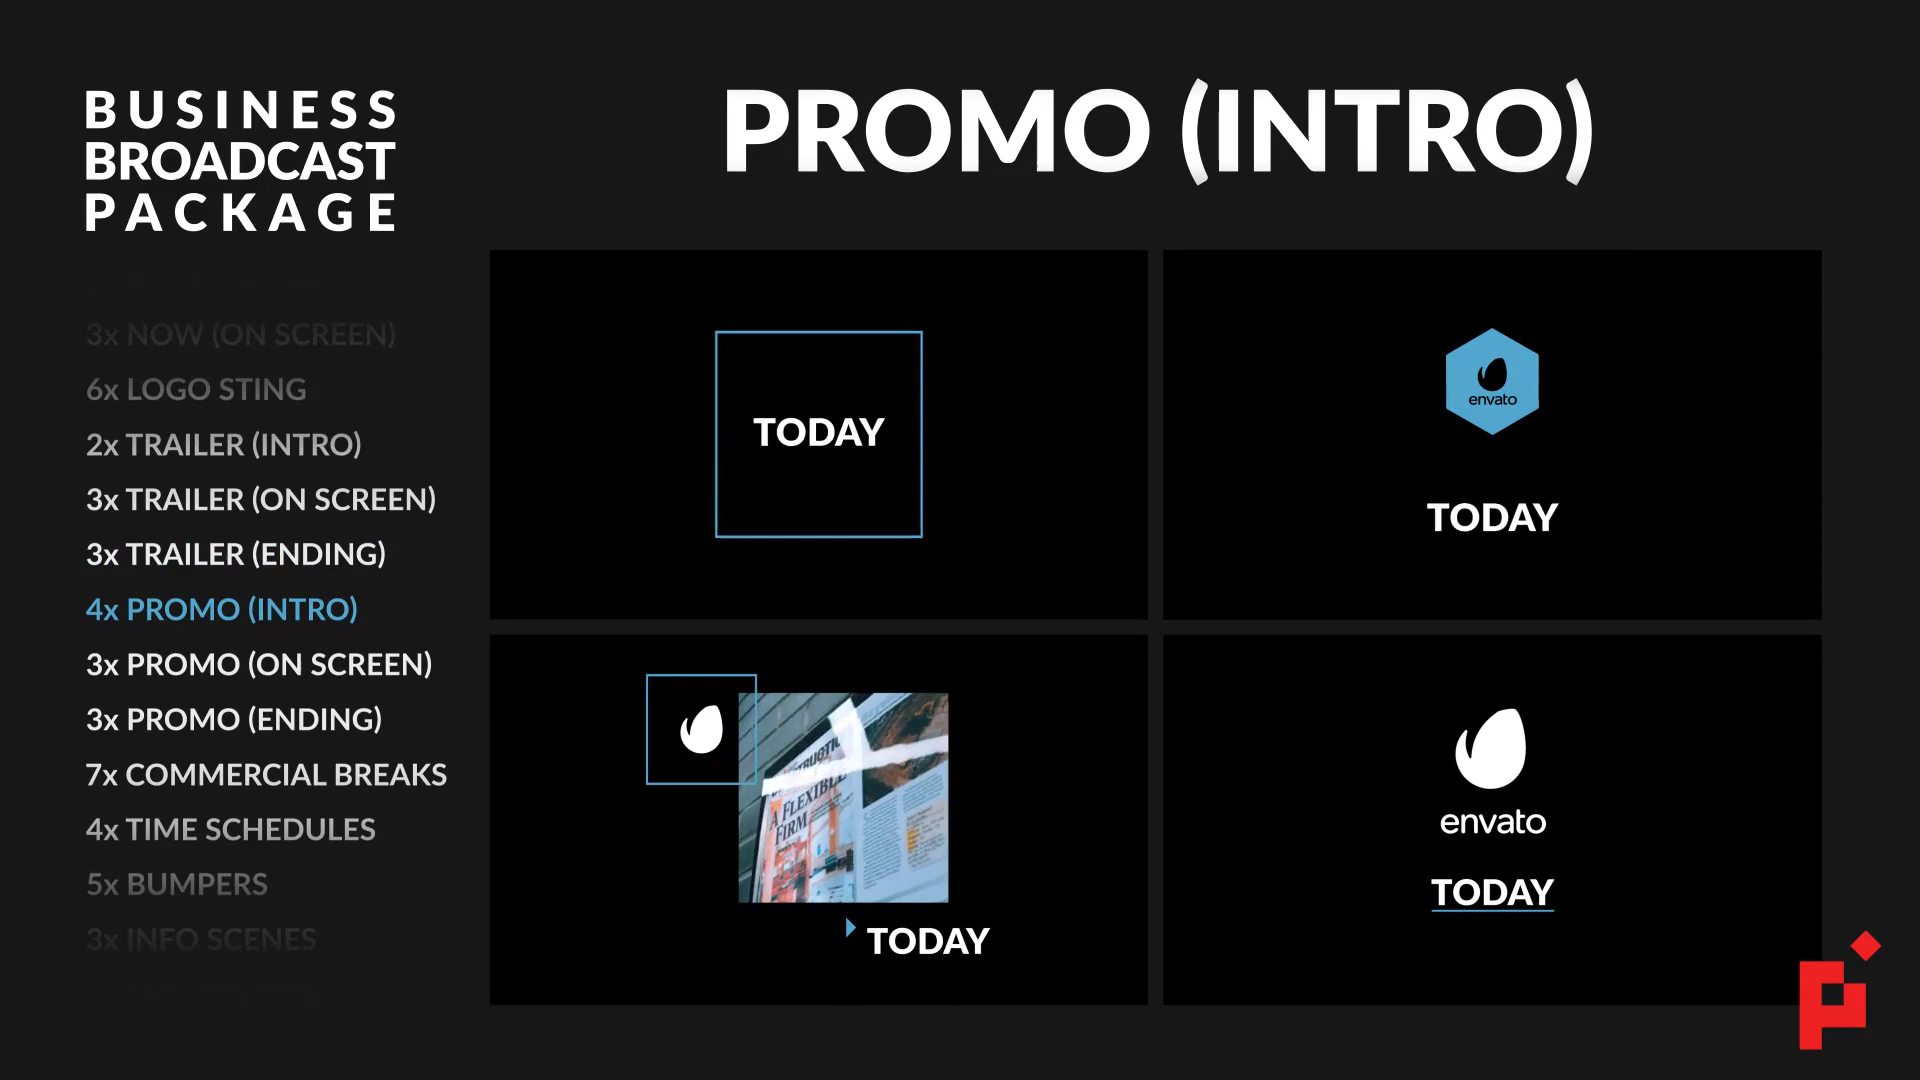 BUSINESS
BROADCAST
PACKAGE
PROMO (INTRO)
3x NOW (ON SCREEN)
6x LOGO STING
2x TRAILER (INTRO)
3x TRAILER (ON SCREEN)
3x TRAILER (ENDING)
4x PROMO (INTRO)
3x PROMO (ON SCREEN)
3x PROMO (ENDING)
7x COMMERCIAL BREAKS
4x TIME SCHEDULES
5x BUMPERS
3x INFO SCENES
TODAY
envato
TODAY
A FLEXIBLE
FIRM
TODAY
envato
TODAY